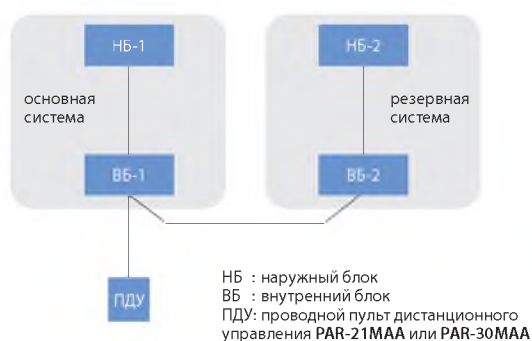 НБ-1
НБ-2
основная
система
резервная
система
ВБ-1
ВБ-2
ПДУ
НБ : наружный блок
ВБ : внутренний блок
ПДУ: проводной пульт дистанционного
управления PAR-21MAA или PAR-30MAA